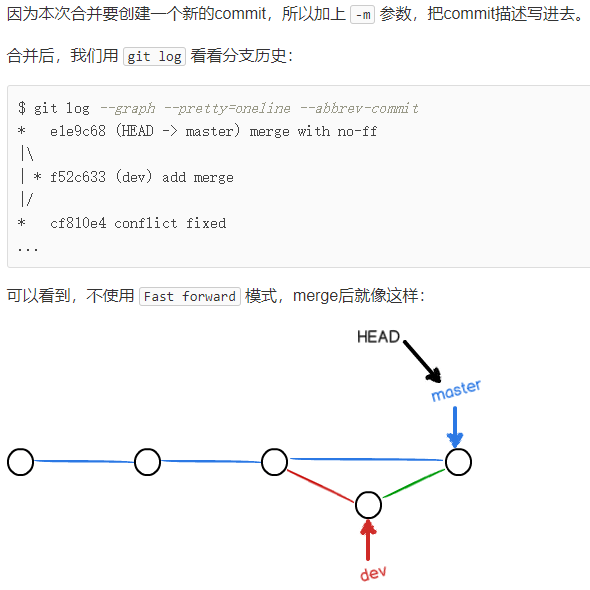 因为本次合并要创建一个新的commit，所以加上 -m 参数，把commit描述写进去。
合并后，我们用 git log 看看分支历史：
$ git log --graph --pretty=oneline --abbrev-commit
*   e1e9c68 (HEAD -> master) merge with no-ff
|\
| * f52c633 (dev) add merge
|/
*   cf810e4 conflict fixed
...
可以看到，不使用 Fast forward 模式，merge后就像这样：
HEAD
master
dev